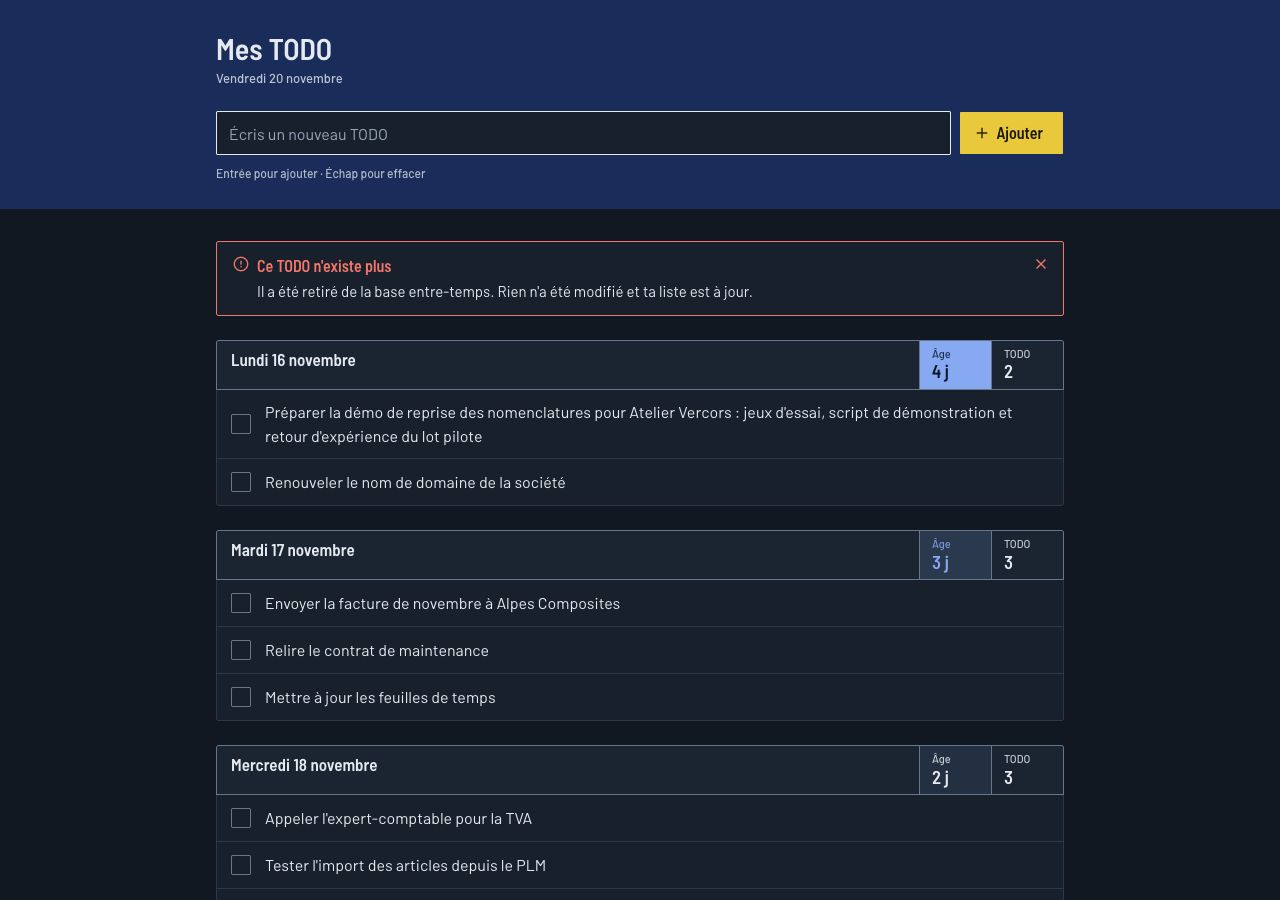 Mes TODO
Vendredi 20 novembre
Écris un nouveau TODO
Ajouter
Entrée pour ajouter · Échap pour effacer
Ce TODO n'existe plus
Il a été retiré de la base entre-temps. Rien n'a été modifié et ta liste est à jour.
Lundi 16 novembre
Âge
4 j
TODO
2
Préparer la démo de reprise des nomenclatures pour Atelier Vercors : jeux d'essai, script de démonstration et
retour d'expérience du lot pilote
Renouveler le nom de domaine de la société
Mardi 17 novembre
Âge
3 j
TODO
3
Envoyer la facture de novembre à Alpes Composites
Relire le contrat de maintenance
Mettre à jour les feuilles de temps
Mercredi 18 novembre
Âge
2 j
TODO
3
Appeler l'expert-comptable pour la TVA
Tester l'import des articles depuis le PLM